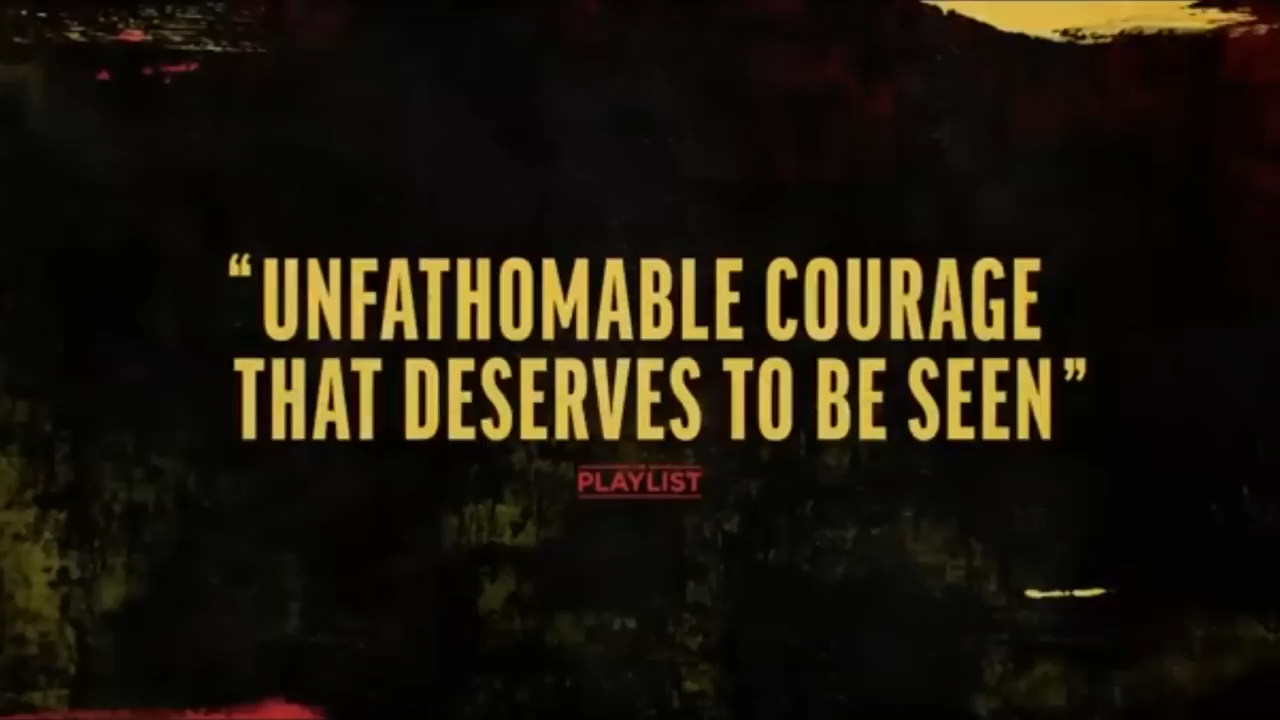 “UNFATHOMABLE COURAGE
THAT DESERVES TO BE SEEN”
PLAYLIST